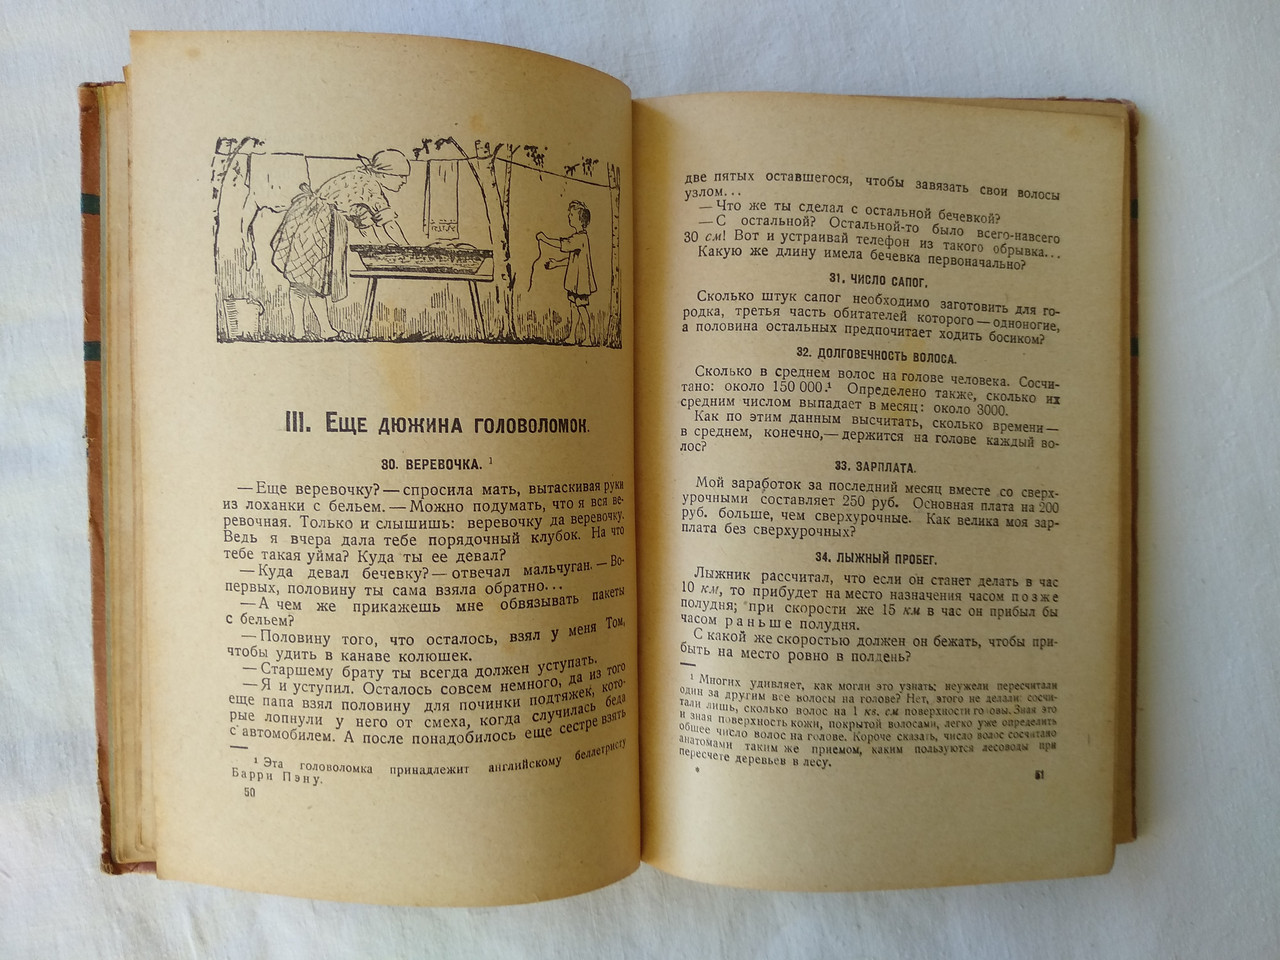 III. Еще дюжина головоломок.
30. ВЕРЕВОЧКА. ¹
— Еще веревочку? — спросила мать, вытаскивая руки
из лоханки с бельем. — Можно подумать, что я вся ве-
ревочная. Только и слышишь: веревочку да веревочку.
Ведь я вчера дала тебе порядочный клубок. На что
тебе такая уйма? Куда ты ее девал?
— Куда девал бечевку? — отвечал мальчуган. — Во-
первых, половину ты сама взяла обратно...
— А чем же прикажешь мне обвязывать пакеты
с бельем?
— Половину того, что осталось, взял у меня Том,
чтобы удить в канаве колюшек.
— Старшему брату ты всегда должен уступать.
— Я и уступил. Осталось совсем немного, да из того
еще папа взял половину для починки подтяжек, кото-
рые лопнули у него от смеха, когда случилась беда
с автомобилем. А после понадобилось еще сестре взять
¹ Эта головоломка принадлежит английскому беллетристу
Барри Пэну.
50
две пятых оставшегося, чтобы завязать свои волосы
узлом...
— Что же ты сделал с остальной бечевкой?
— С остальной? Остальной-то было всего-навсего
30 см! Вот и устраивай телефон из такого обрывка...
Какую же длину имела бечевка первоначально?
31. ЧИСЛО САПОГ.
Сколько штук сапог необходимо заготовить для го-
родка, третья часть обитателей которого — одноногие,
а половина остальных предпочитает ходить босиком?
32. ДОЛГОВЕЧНОСТЬ ВОЛОСА.
Сколько в среднем волос на голове человека. Сосчи-
тано: около 150 000.¹ Определено также, сколько их
средним числом выпадает в месяц: около 3000.
Как по этим данным высчитать, сколько времени —
в среднем, конечно, — держится на голове каждый во-
лос?
33. ЗАРПЛАТА.
Мой заработок за последний месяц вместе со сверх-
урочными составляет 250 руб. Основная плата на 200
руб. больше, чем сверхурочные. Как велика моя зар-
плата без сверхурочных?
34. ЛЫЖНЫЙ ПРОБЕГ.
Лыжник рассчитал, что если он станет делать в час
10 км, то прибудет на место назначения часом позже
полудня; при скорости же 15 км в час он прибыл бы
часом раньше полудня.
С какой же скоростью должен он бежать, чтобы при-
быть на место ровно в полдень?
¹ Многих удивляет, как могли это узнать: неужели пересчитали
один за другим все волосы на голове? Нет, этого не делали: сосчи-
тали лишь, сколько волос на 1 кв. см поверхности головы. Зная это
и зная поверхность кожи, покрытой волосами, легко уже определить
общее число волос на голове. Короче сказать, число волос сосчитано
анатомами таким же приемом, каким пользуются лесоводы при
пересчете деревьев в лесу.
*
51